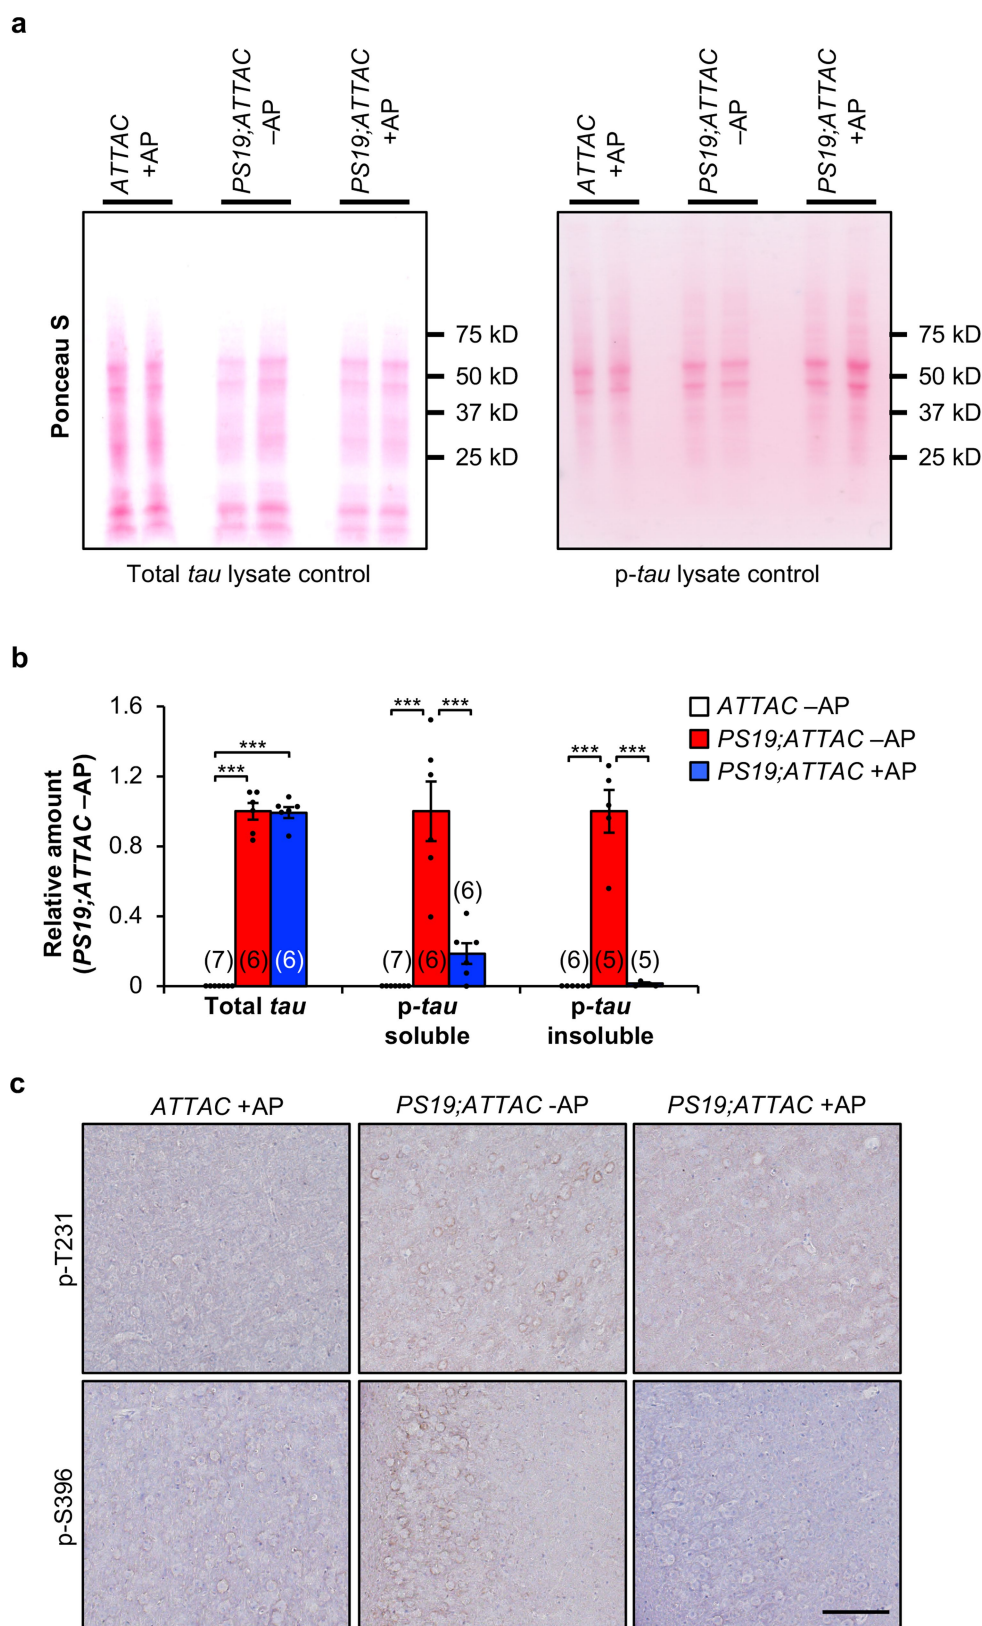 a
ATTAC
+AP
PS19;ATTAC
–AP
PS19;ATTAC
+AP
ATTAC
+AP
PS19;ATTAC
–AP
PS19;ATTAC
+AP
Ponceau S
75 kD
50 kD
37 kD
25 kD
75 kD
50 kD
37 kD
25 kD
Total tau lysate control
p-tau lysate control
b
Relative amount
(PS19;ATTAC –AP)
1.6
1.2
0.8
0.4
0
*** 
***
*** ***
*** ***
ATTAC –AP
PS19;ATTAC –AP
PS19;ATTAC +AP
(7) (6) (6)
(7) (6) (6)
(6) (5) (5)
Total tau
p-tau
soluble
p-tau
insoluble
c
ATTAC +AP
PS19;ATTAC -AP
PS19;ATTAC +AP
p-T231
p-S396